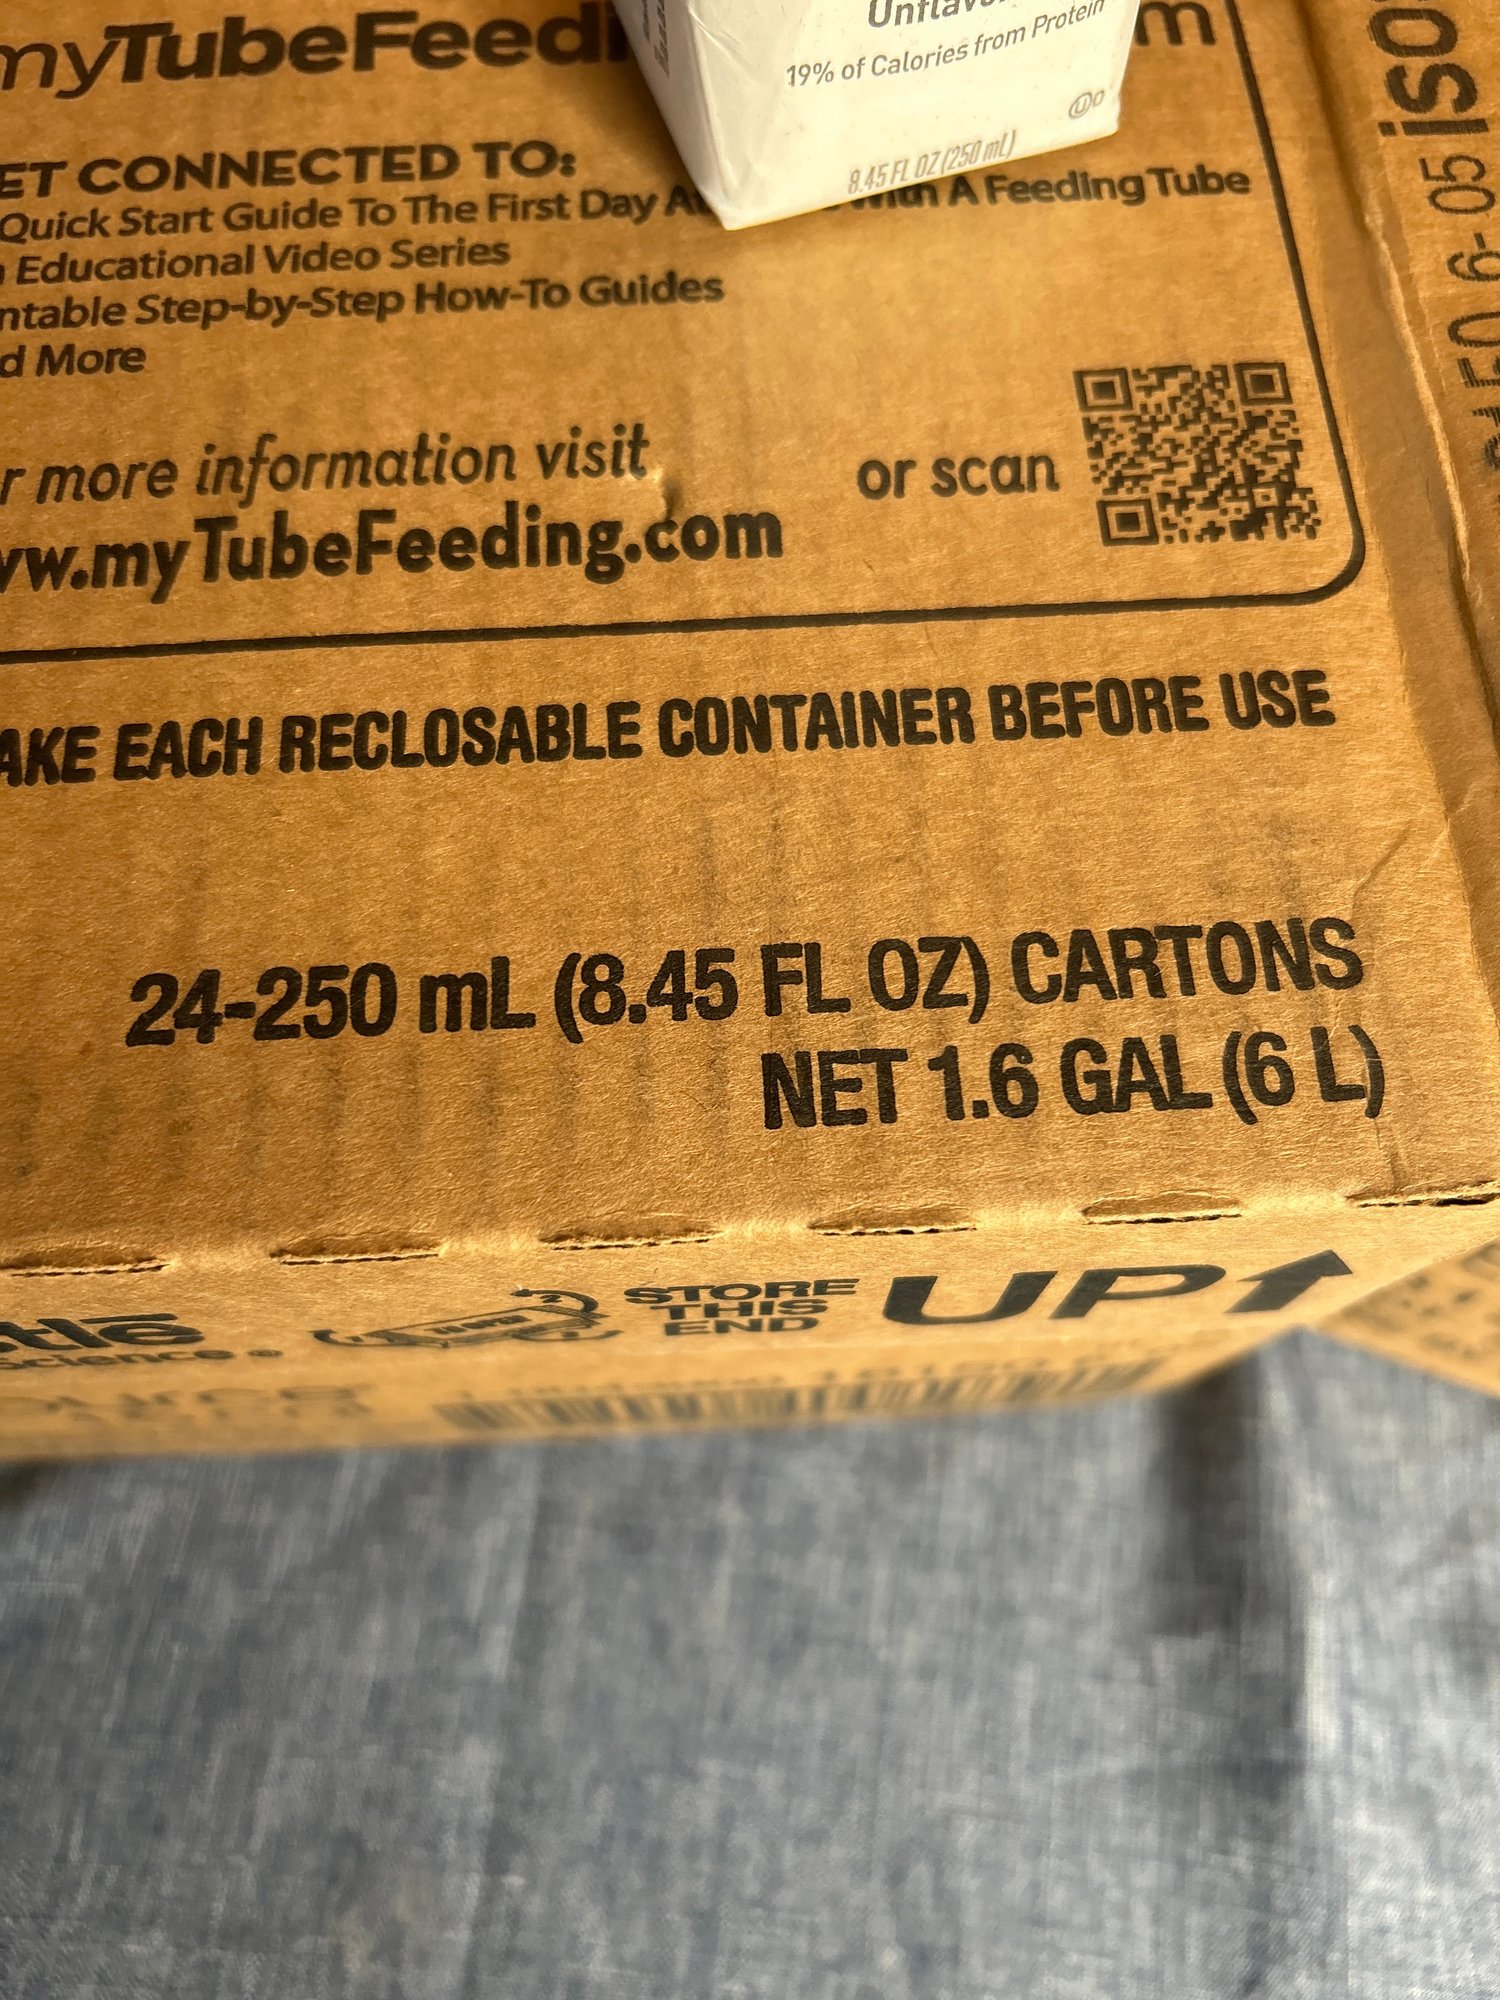 myTubeFeedi
m
Unflavo
19% of Calories from Protein
8.45 FL OZ (250 mL)
ET CONNECTED TO:
Quick Start Guide To The First Day A
With A Feeding Tube
Educational Video Series
ntable Step-by-Step How-To Guides
d More
r more information visit
ww.myTubeFeeding.com
or scan
AKE EACH RECLOSABLE CONTAINER BEFORE USE
24-250 mL (8.45 FL OZ) CARTONS
NET 1.6 GAL (6 L)
STORE
THIS
END
UP
stlé
Science®
iso